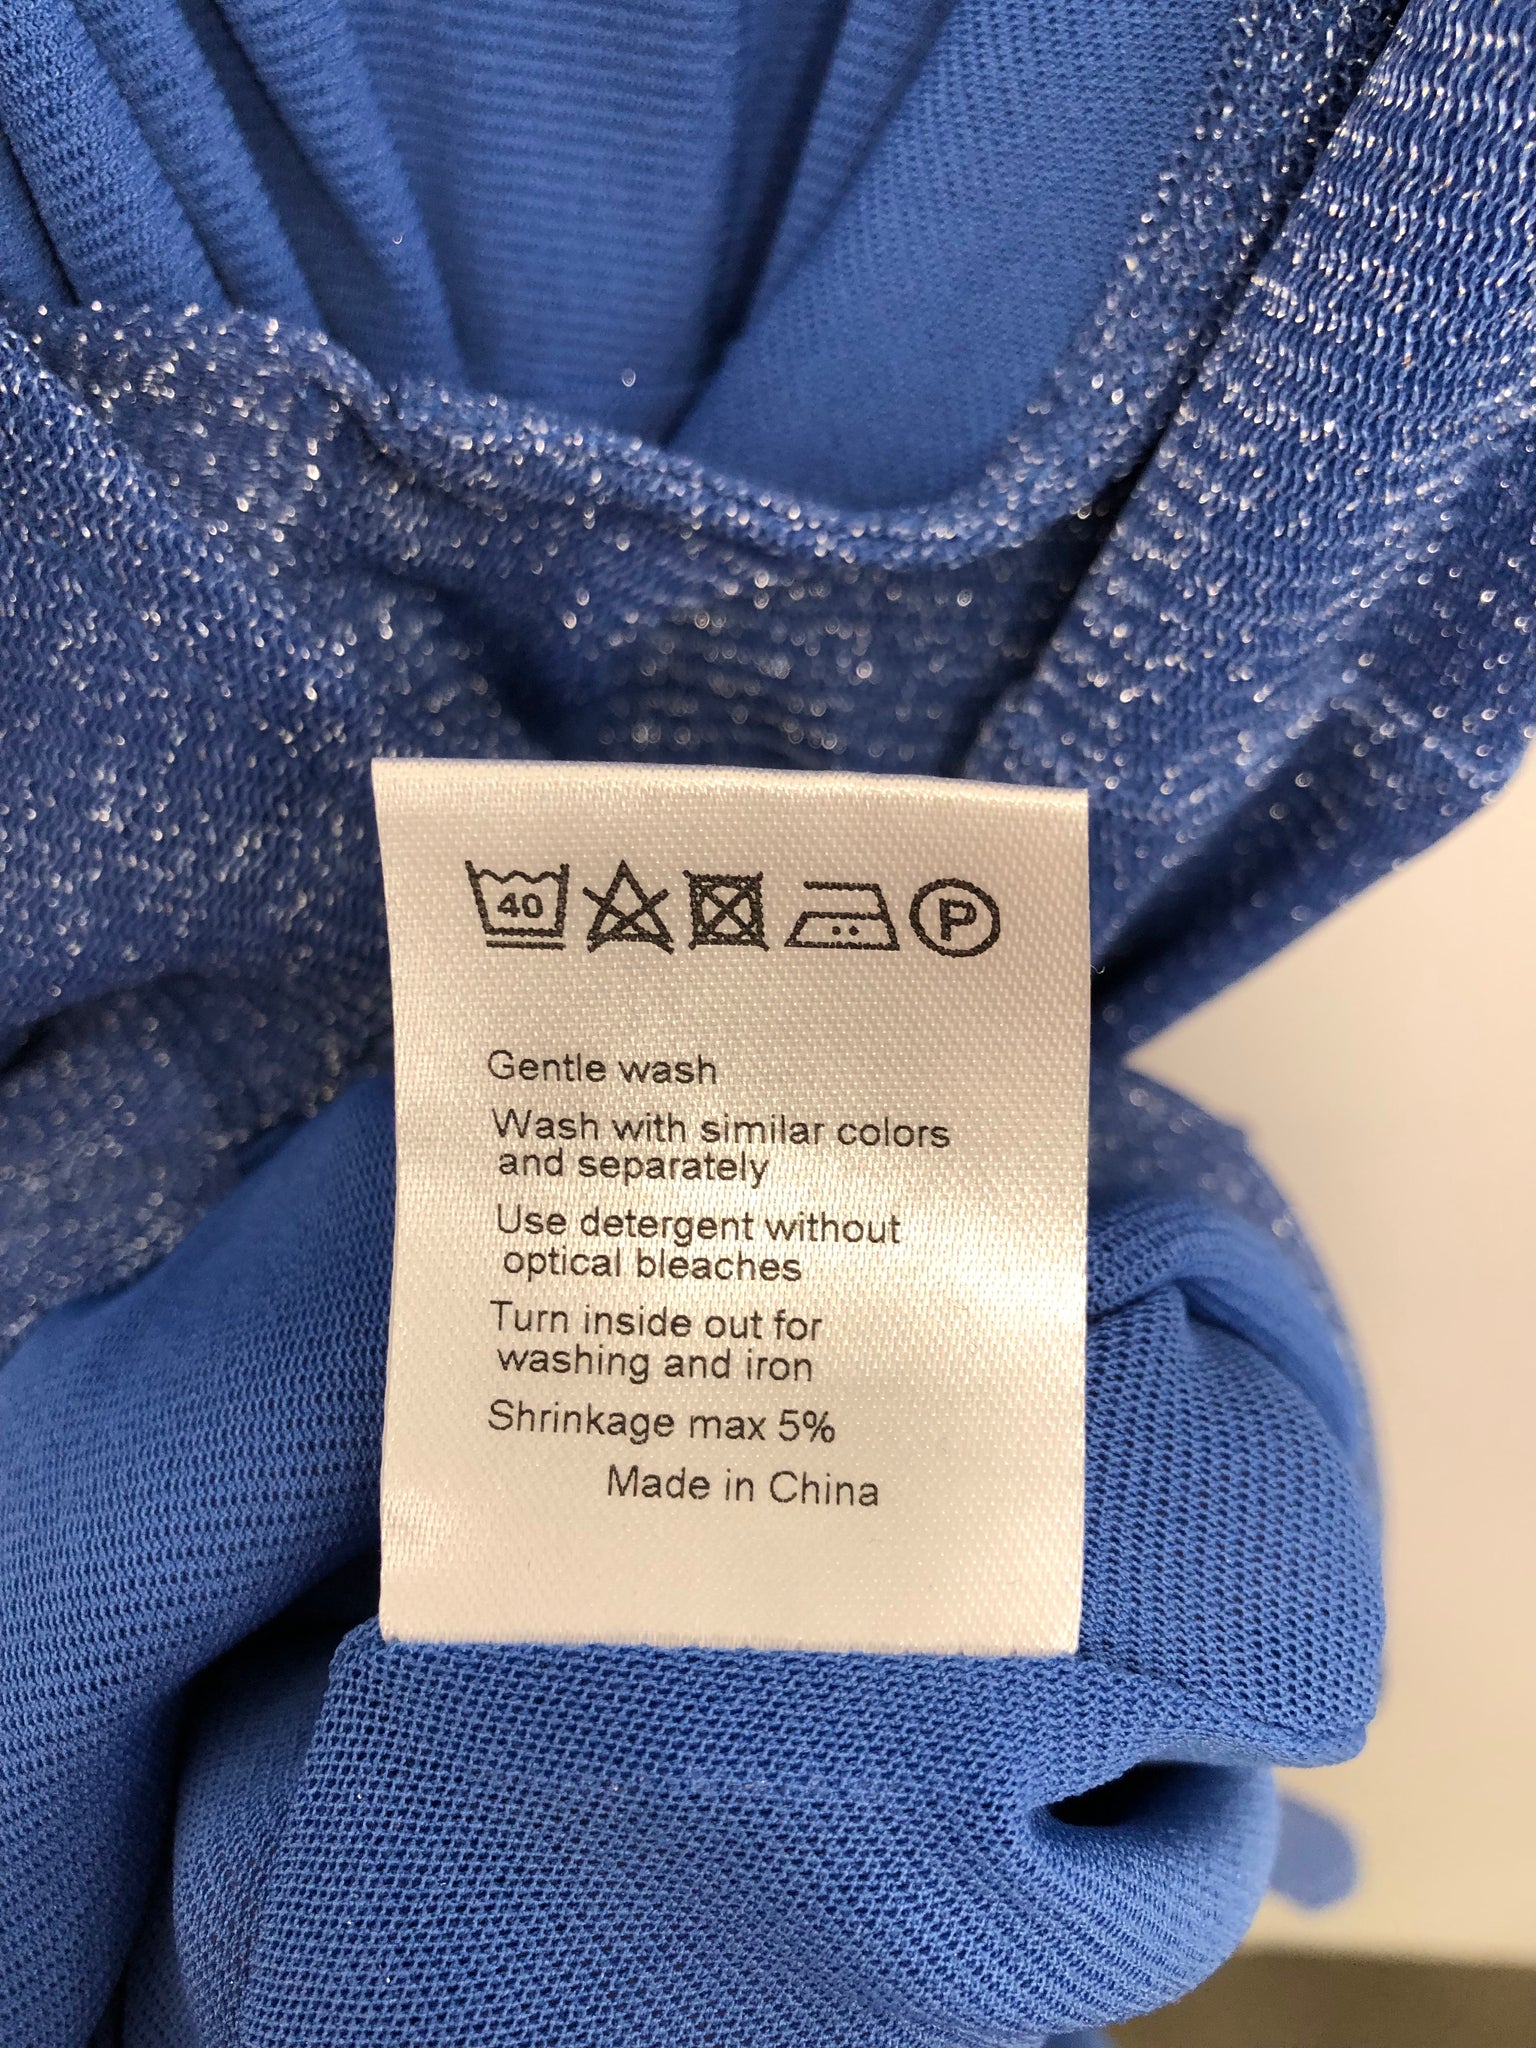 40 P
Gentle wash
Wash with similar colors
and separately
Use detergent without
optical bleaches
Turn inside out for
washing and iron
Shrinkage max 5%
Made in China